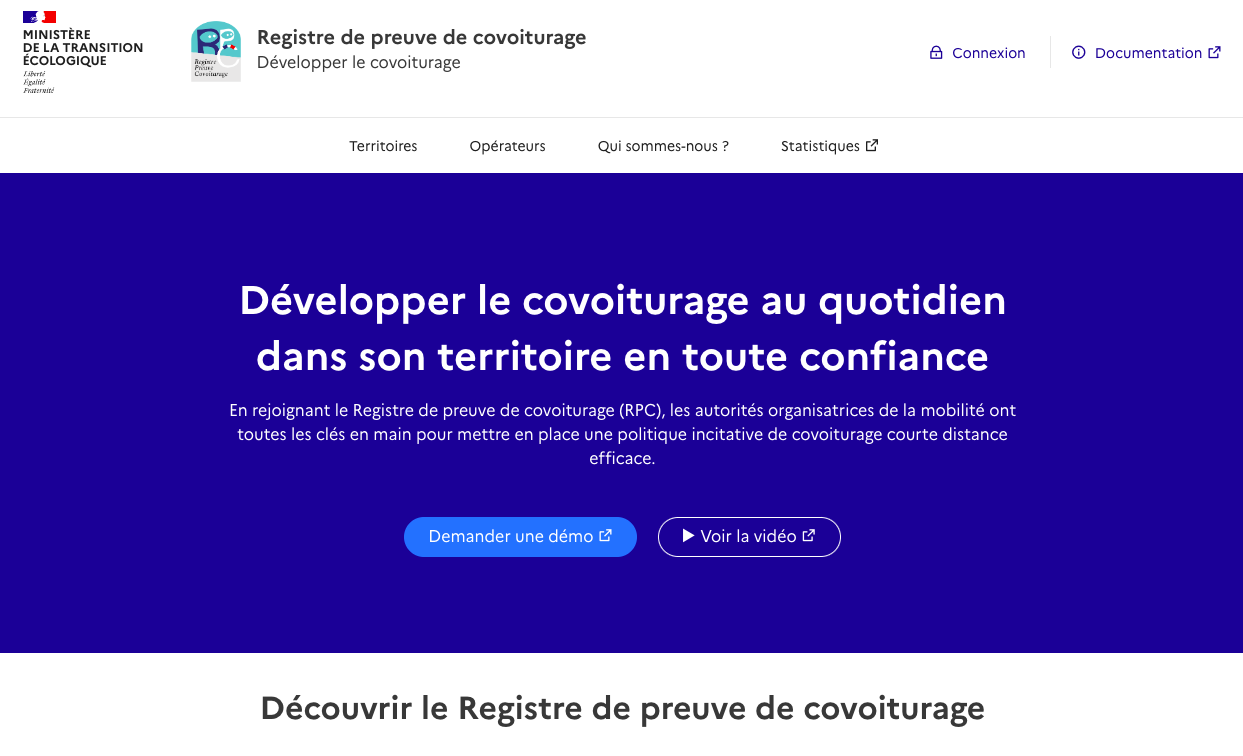 MINISTÈRE
DE LA TRANSITION
ÉCOLOGIQUE
Liberté
Égalité
Fraternité
Registre
Preuve
Covoiturage
Registre de preuve de covoiturage
Développer le covoiturage
Connexion
Documentation
Territoires
Opérateurs
Qui sommes-nous ?
Statistiques
Développer le covoiturage au quotidien
dans son territoire en toute confiance
En rejoignant le Registre de preuve de covoiturage (RPC), les autorités organisatrices de la mobilité ont
toutes les clés en main pour mettre en place une politique incitative de covoiturage courte distance
efficace.
Demander une démo
Voir la vidéo
Découvrir le Registre de preuve de covoiturage